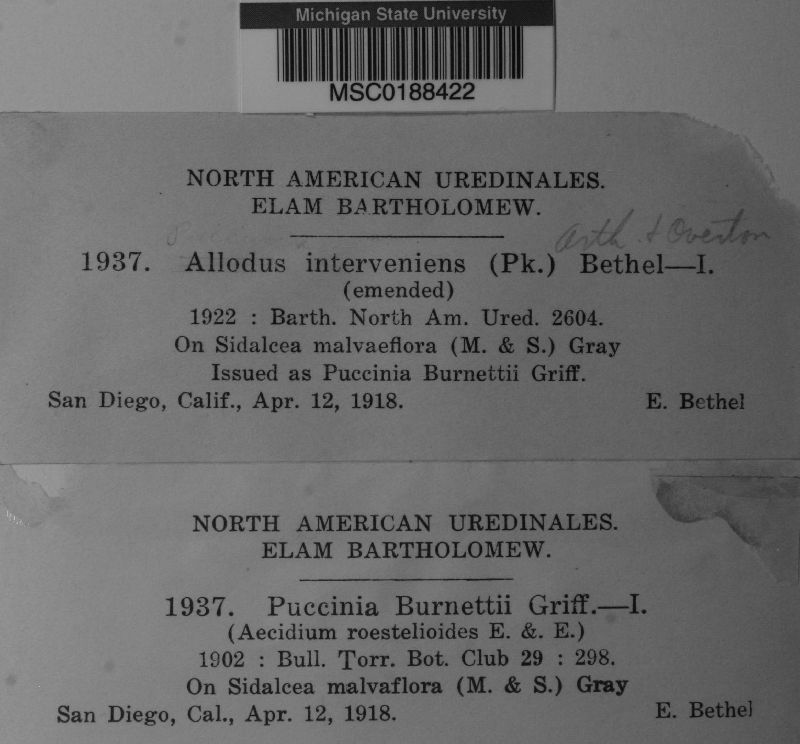 Michigan State University
MSC0188422
NORTH AMERICAN UREDINALES.
ELAM BARTHOLOMEW.
Arth. & Overton
1937. Allodus interveniens (Pk.) Bethel—I.
(emended)
1922 : Barth. North Am. Ured. 2604.
On Sidalcea malvaeflora (M. & S.) Gray
Issued as Puccinia Burnettii Griff.
San Diego, Calif., Apr. 12, 1918. E. Bethel
NORTH AMERICAN UREDINALES.
ELAM BARTHOLOMEW.
1937. Puccinia Burnettii Griff.—I.
(Aecidium roestelioides E. &. E.)
1902 : Bull. Torr. Bot. Club 29 : 298.
On Sidalcea malvaflora (M. & S.) Gray
San Diego, Cal., Apr. 12, 1918. E. Bethel